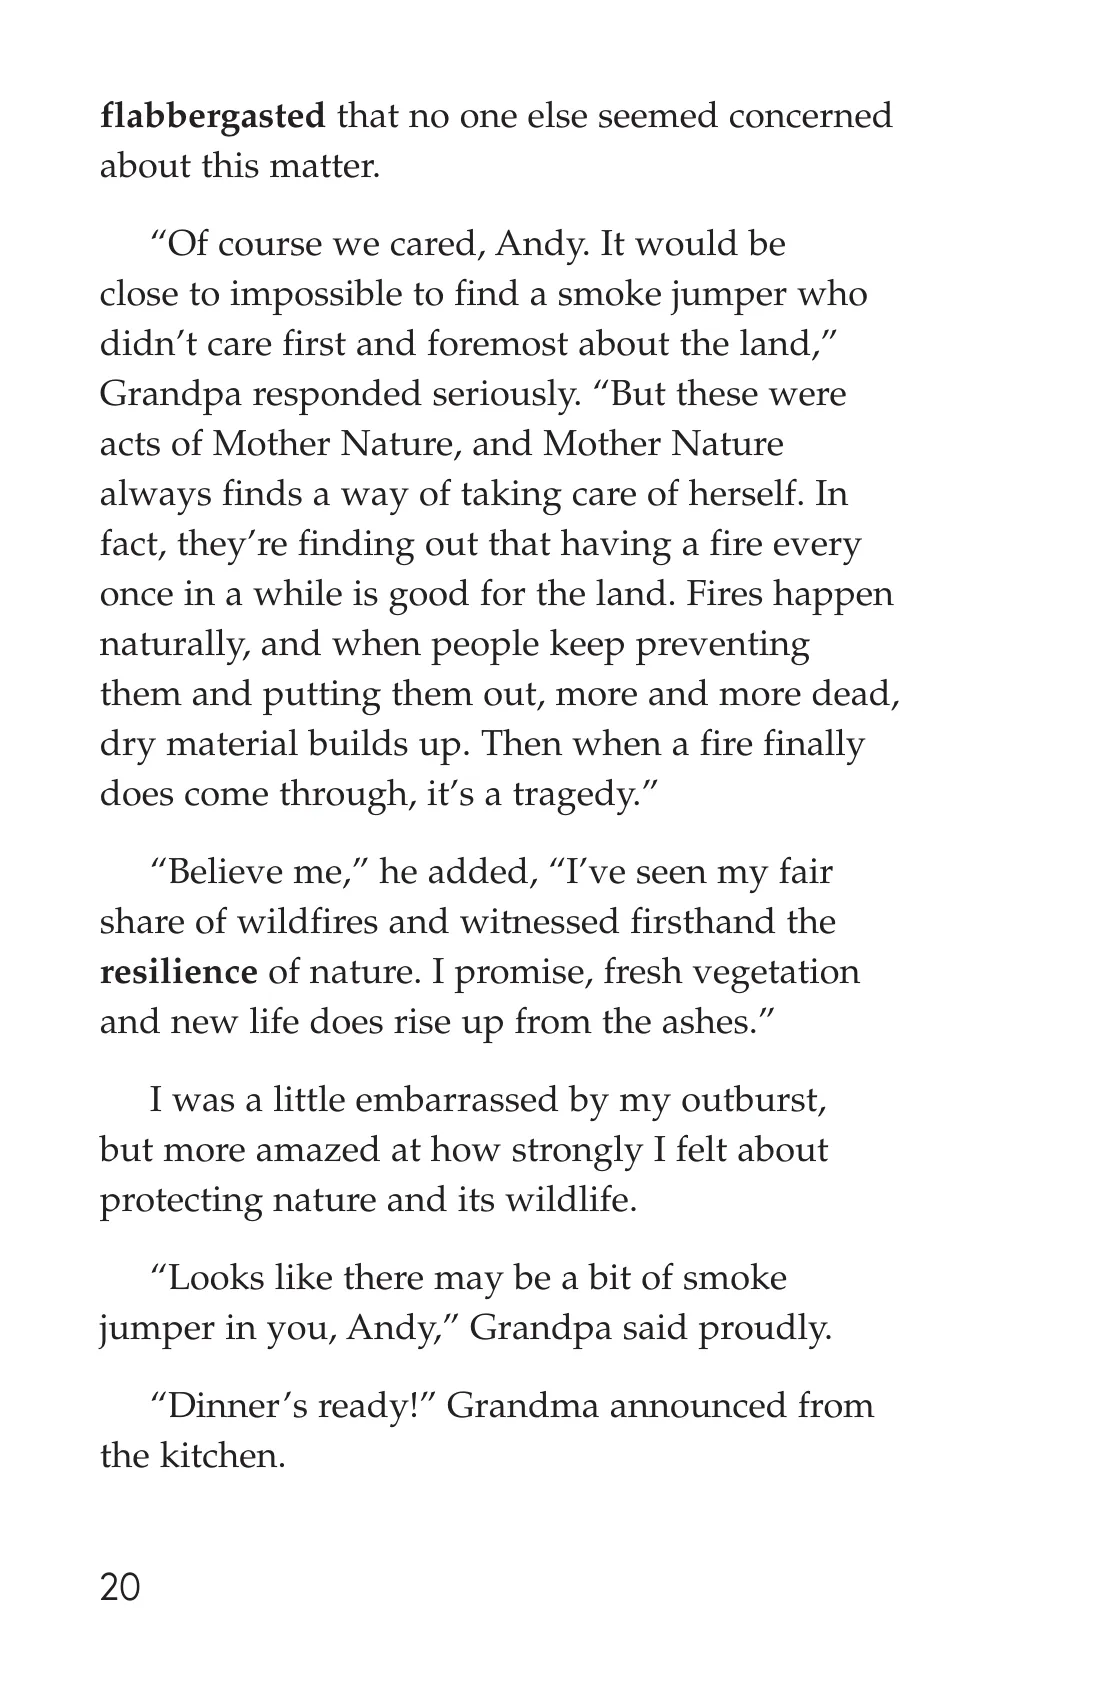 flabbergasted that no one else seemed concerned
about this matter.
“Of course we cared, Andy. It would be
close to impossible to find a smoke jumper who
didn’t care first and foremost about the land,”
Grandpa responded seriously. “But these were
acts of Mother Nature, and Mother Nature
always finds a way of taking care of herself. In
fact, they’re finding out that having a fire every
once in a while is good for the land. Fires happen
naturally, and when people keep preventing
them and putting them out, more and more dead,
dry material builds up. Then when a fire finally
does come through, it’s a tragedy.”
“Believe me,” he added, “I’ve seen my fair
share of wildfires and witnessed firsthand the
resilience of nature. I promise, fresh vegetation
and new life does rise up from the ashes.”
I was a little embarrassed by my outburst,
but more amazed at how strongly I felt about
protecting nature and its wildlife.
“Looks like there may be a bit of smoke
jumper in you, Andy,” Grandpa said proudly.
“Dinner’s ready!” Grandma announced from
the kitchen.
20